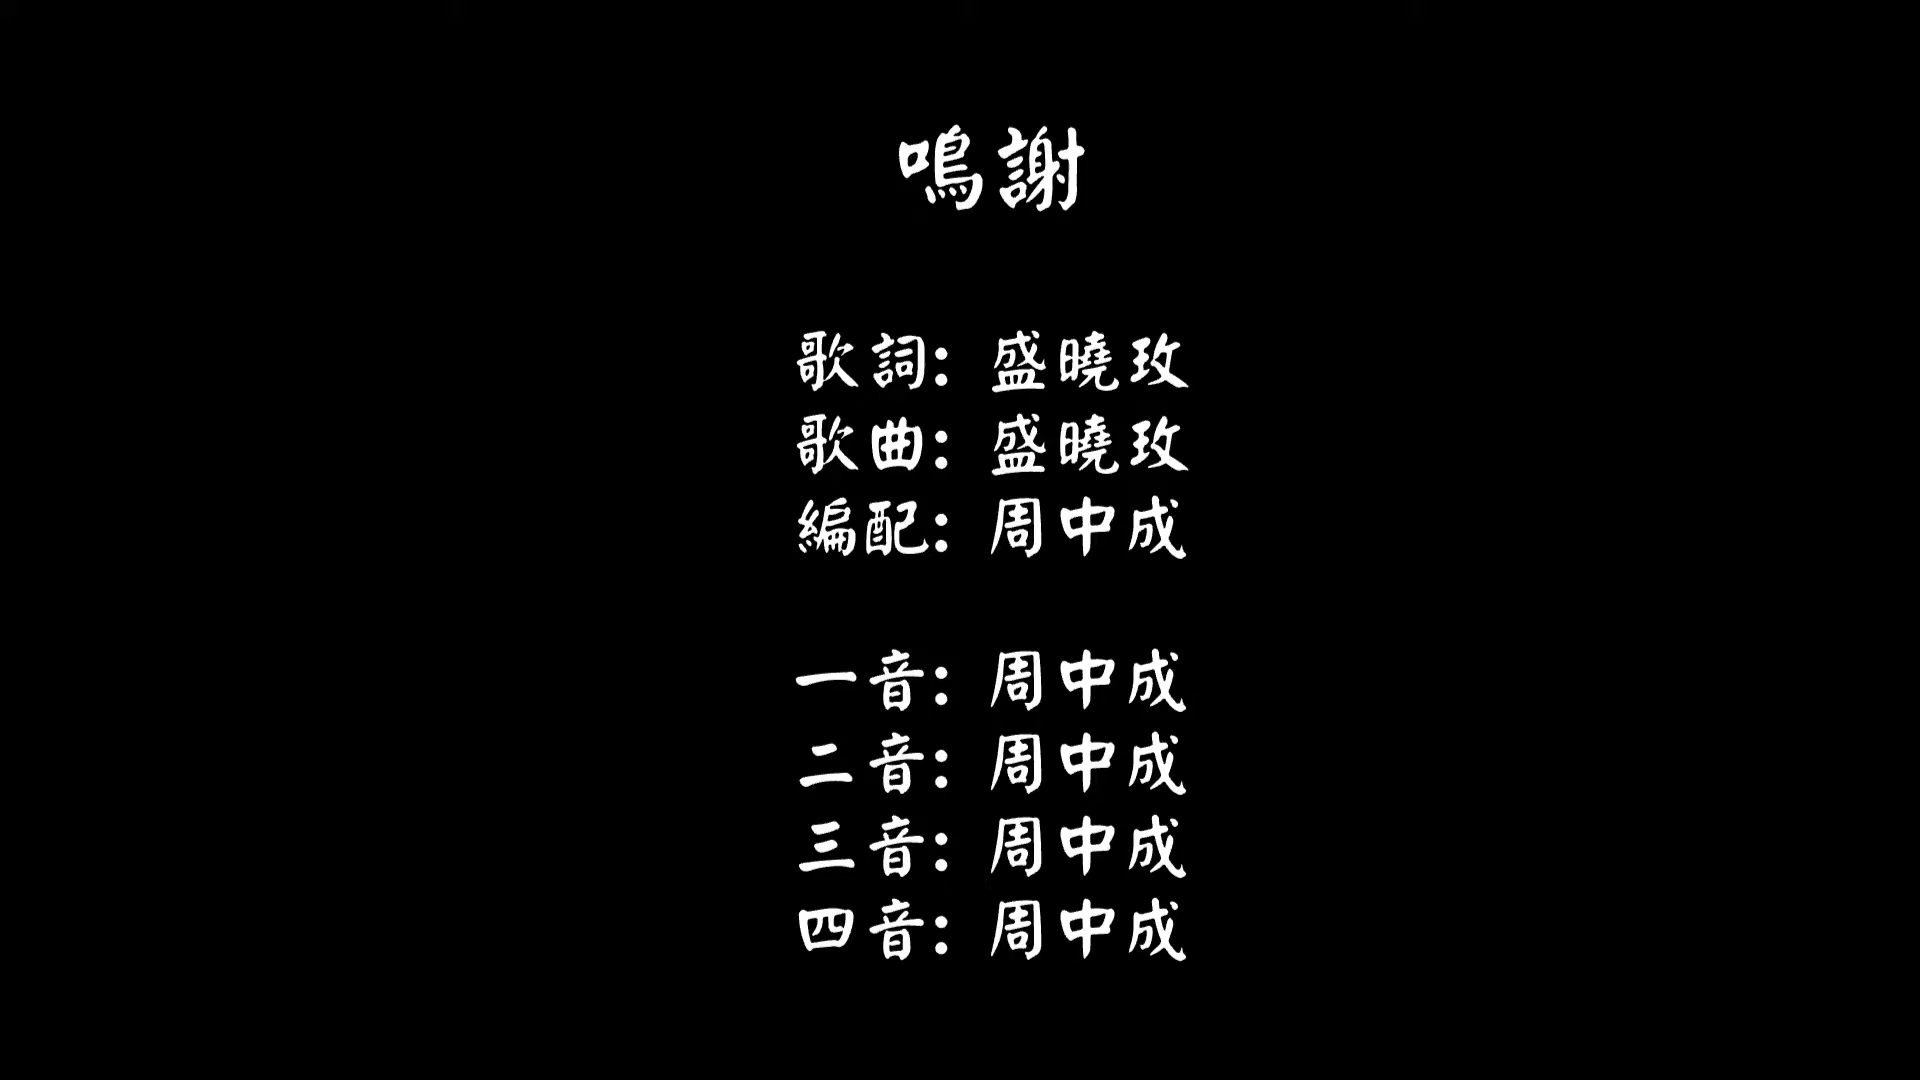 鳴謝
歌詞：盛曉玫
歌曲：盛曉玫
編配：周中成
一音：周中成
二音：周中成
三音：周中成
四音：周中成